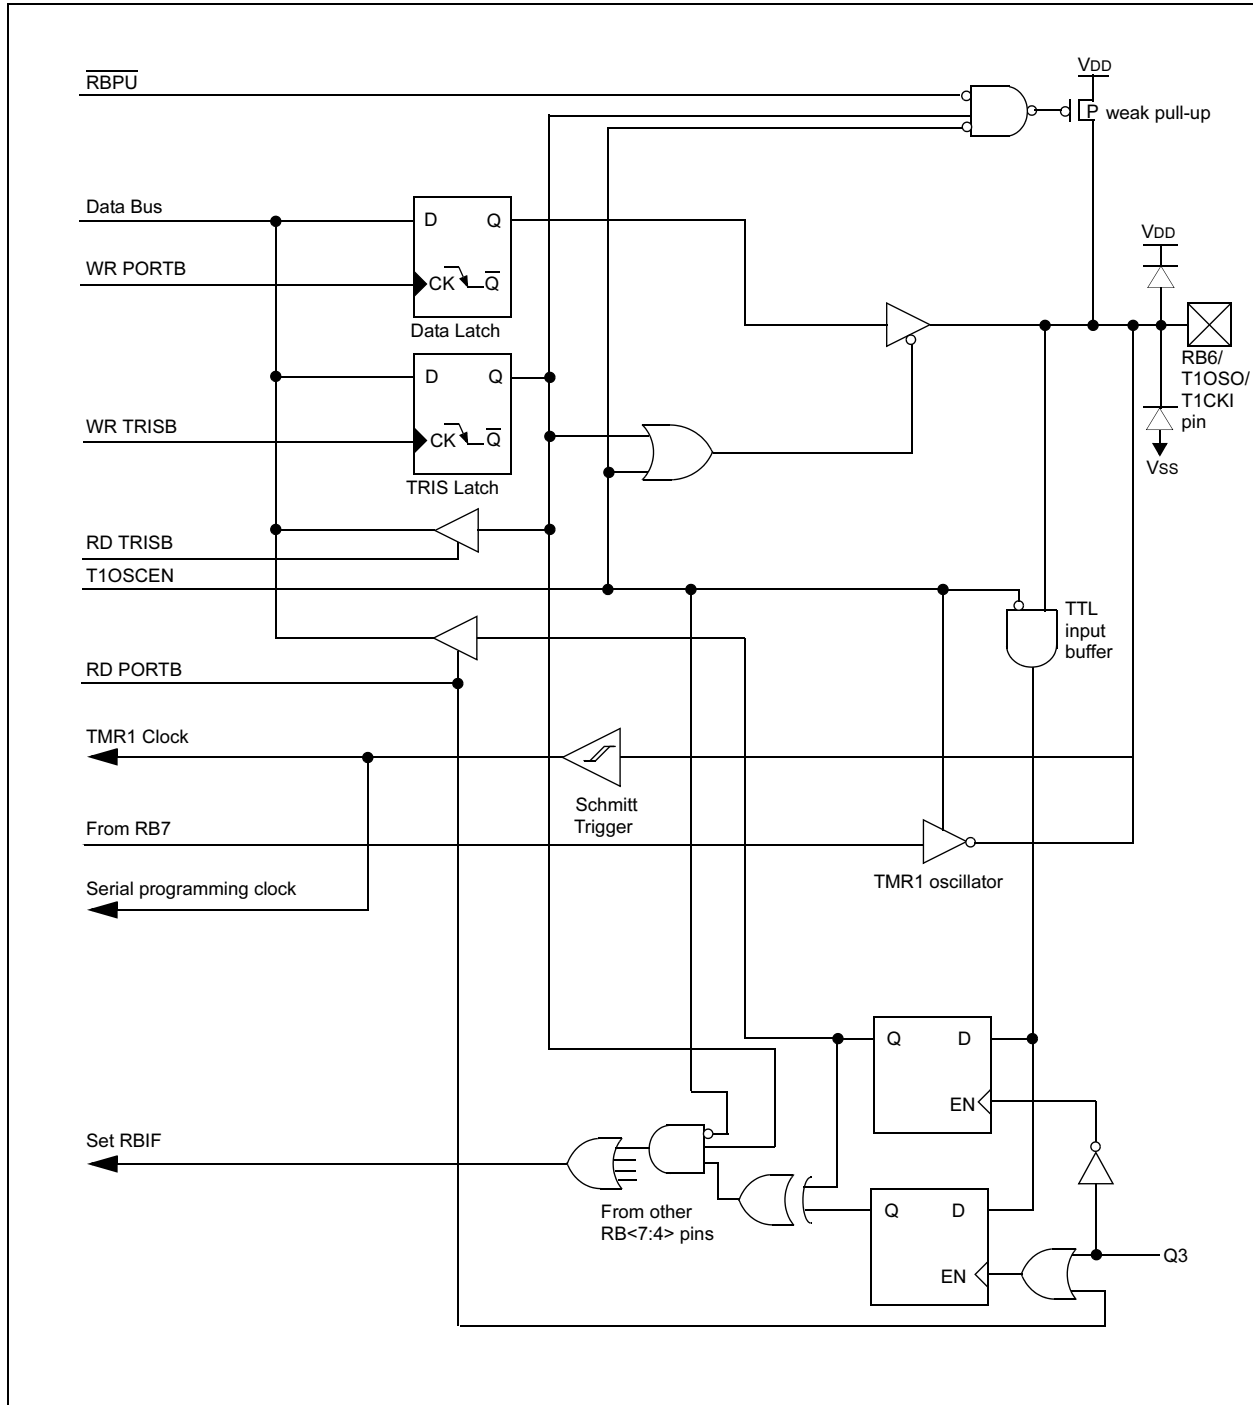 RBPU
VDD
P weak pull-up
Data Bus
D Q
VDD
WR PORTB
CK Q
Data Latch
D Q
RB6/
T1OSO/
T1CKI
pin
WR TRISB
CK Q
VSS
TRIS Latch
RD TRISB
T1OSCEN
TTL
input
buffer
RD PORTB
TMR1 Clock
Schmitt
Trigger
From RB7
TMR1 oscillator
Serial programming clock
Q D
EN
Set RBIF
From other
RB<7:4> pins
Q D
Q3
EN